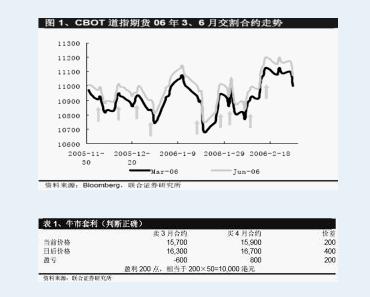 图 1、CBOT 道指期货 06 年 3、6 月交割合约走势
11300
11200
11100
11000
10900
10800
10700
10600
2005-11-30
2005-12-20
2006-1-9
2006-1-29
2006-2-18
Mar-06
Jun-06
资料来源：Bloomberg，联合证券研究所
表 1、牛市套利（判断正确）
卖 3 月合约 买 4 月合约 价差
当前价格 15,700 15,900 200
日后价格 16,300 16,700 400
盈亏 -600 800 200
盈利 200 点，相当于 200×50=10,000 港元
资料来源：联合证券研究所